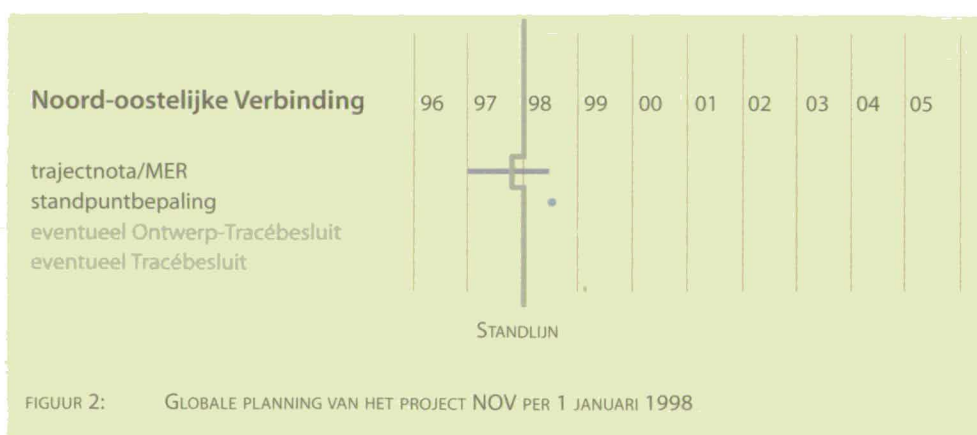 Noord-oostelijke Verbinding 96 97 98 99 00 01 02 03 04 05
trajectnota/MER
standpuntbepaling
eventueel Ontwerp-Tracébesluit
eventueel Tracébesluit
STANDLIJN
FIGUUR 2: GLOBALE PLANNING VAN HET PROJECT NOV PER 1 JANUARI 1998